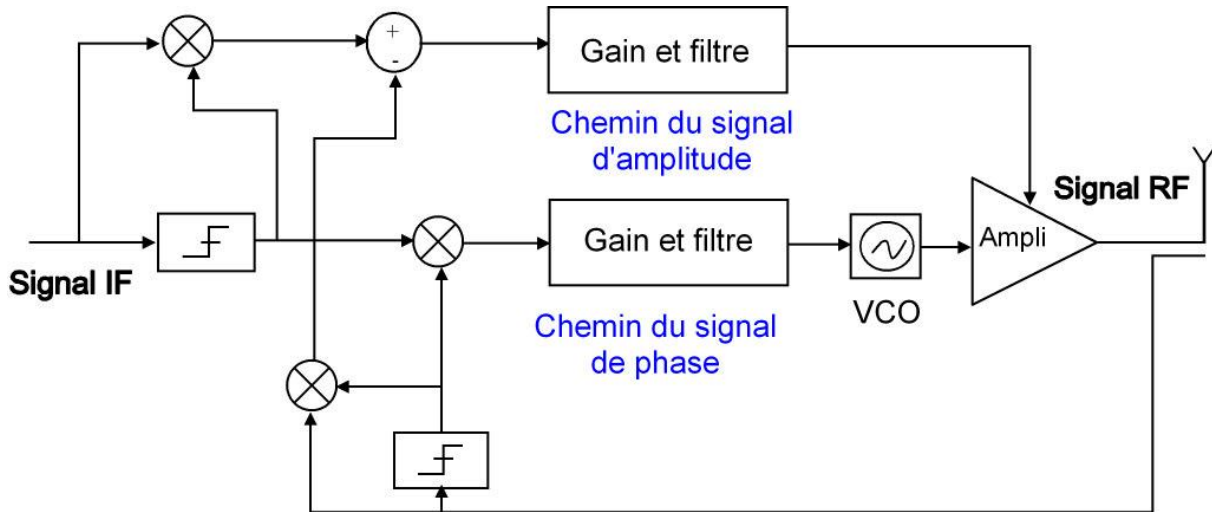 +
-
Gain et filtre
Chemin du signal
d'amplitude
Signal RF
Gain et filtre
Ampli
Signal IF
VCO
Chemin du signal
de phase